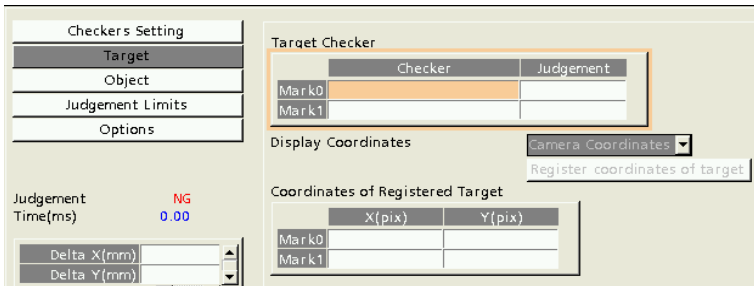 Checkers Setting
Target
Object
Judgement Limits
Options
Judgement NG
Time(ms) 0.00
Delta X(mm)
Delta Y(mm)
Target Checker
Checker Judgement
Mark0
Mark1
Display Coordinates Camera Coordinates
Register coordinates of target
Coordinates of Registered Target
X(pix) Y(pix)
Mark0
Mark1